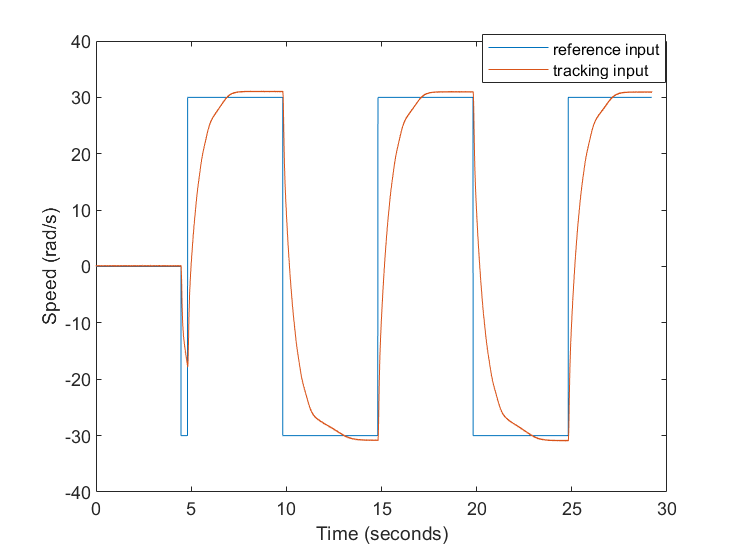 reference input
tracking input
40
30
20
10
0
-10
-20
-30
-40
Speed (rad/s)
0 5 10 15 20 25 30
Time (seconds)